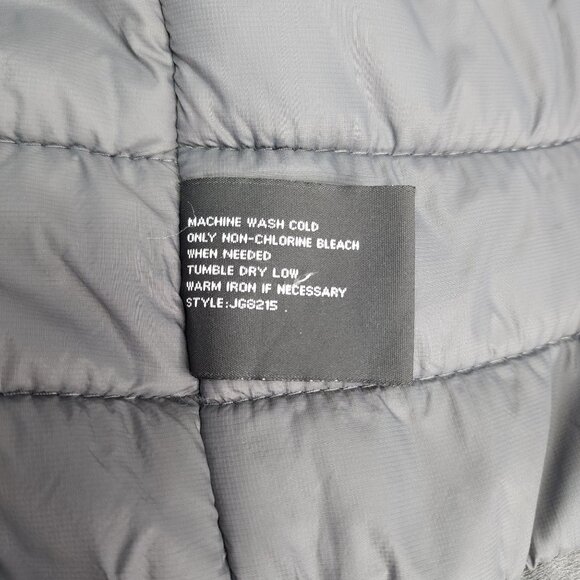 MACHINE WASH COLD
ONLY NON-CHLORINE BLEACH
WHEN NEEDED
TUMBLE DRY LOW
WARM IRON IF NECESSARY
STYLE:JG8215